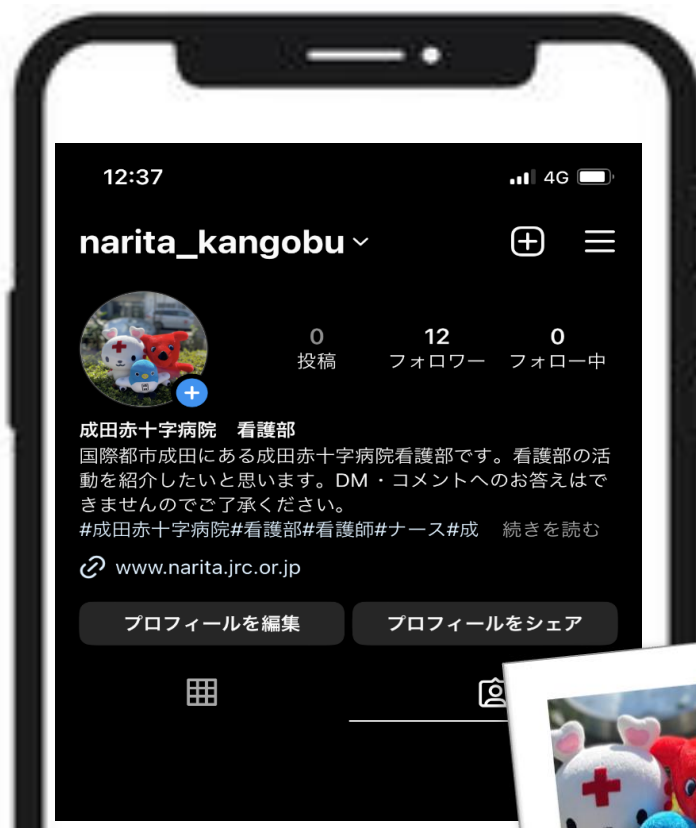 12:37 4G
narita_kangobu
0 12 0
投稿 フォロワー フォロー中
成田赤十字病院　看護部
国際都市成田にある成田赤十字病院看護部です。看護部の活
動を紹介したいと思います。DM・コメントへのお答えはで
きませんのでご了承ください。
#成田赤十字病院#看護部#看護師#ナース#成 続きを読む
www.narita.jrc.or.jp
プロフィールを編集 プロフィールをシェア